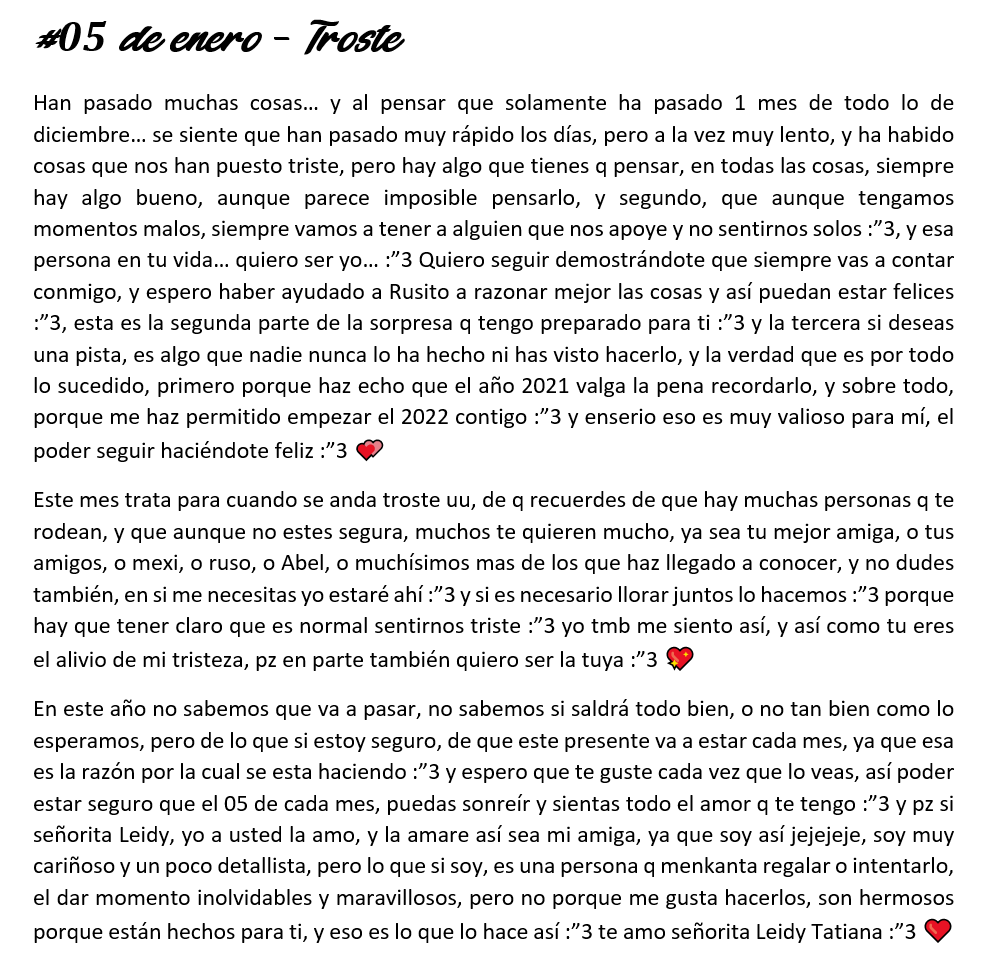 #05 de enero - Troste
Han pasado muchas cosas... y al pensar que solamente ha pasado 1 mes de todo lo de
diciembre... se siente que han pasado muy rápido los días, pero a la vez muy lento, y ha habido
cosas que nos han puesto triste, pero hay algo que tienes q pensar, en todas las cosas, siempre
hay algo bueno, aunque parece imposible pensarlo, y segundo, que aunque tengamos
momentos malos, siempre vamos a tener a alguien que nos apoye y no sentirnos solos :”3, y esa
persona en tu vida... quiero ser yo... :”3 Quiero seguir demostrándote que siempre vas a contar
conmigo, y espero haber ayudado a Rusito a razonar mejor las cosas y así puedan estar felices
:”3, esta es la segunda parte de la sorpresa q tengo preparado para ti :”3 y la tercera si deseas
una pista, es algo que nadie nunca lo ha hecho ni has visto hacerlo, y la verdad que es por todo
lo sucedido, primero porque haz echo que el año 2021 valga la pena recordarlo, y sobre todo,
porque me haz permitido empezar el 2022 contigo :”3 y enserio eso es muy valioso para mí, el
poder seguir haciéndote feliz :”3 💕
Este mes trata para cuando se anda troste uu, de q recuerdes de que hay muchas personas q te
rodean, y que aunque no estes segura, muchos te quieren mucho, ya sea tu mejor amiga, o tus
amigos, o mexi, o ruso, o Abel, o muchísimos mas de los que haz llegado a conocer, y no dudes
también, en si me necesitas yo estaré ahí :”3 y si es necesario llorar juntos lo hacemos :”3 porque
hay que tener claro que es normal sentirnos triste :”3 yo tmb me siento así, y así como tu eres
el alivio de mi tristeza, pz en parte también quiero ser la tuya :”3 💖
En este año no sabemos que va a pasar, no sabemos si saldrá todo bien, o no tan bien como lo
esperamos, pero de lo que si estoy seguro, de que este presente va a estar cada mes, ya que esa
es la razón por la cual se esta haciendo :”3 y espero que te guste cada vez que lo veas, así poder
estar seguro que el 05 de cada mes, puedas sonreír y sientas todo el amor q te tengo :”3 y pz si
señorita Leidy, yo a usted la amo, y la amare así sea mi amiga, ya que soy así jejejeje, soy muy
cariñoso y un poco detallista, pero lo que si soy, es una persona q menkanta regalar o intentarlo,
el dar momento inolvidables y maravillosos, pero no porque me gusta hacerlos, son hermosos
porque están hechos para ti, y eso es lo que lo hace así :”3 te amo señorita Leidy Tatiana :”3 ❤️